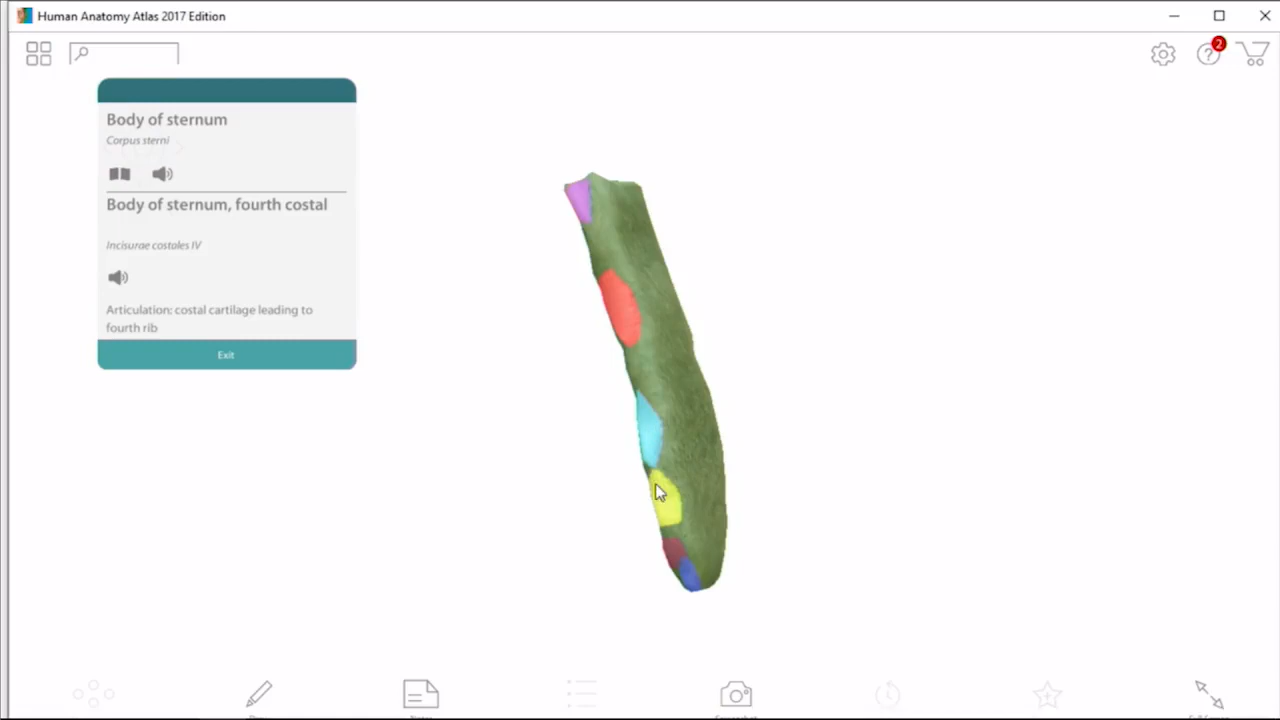 Human Anatomy Atlas 2017 Edition
2
Body of sternum
Corpus sterni
Body of sternum, fourth costal
Incisurae costales IV
Articulation: costal cartilage leading to
fourth rib
Exit